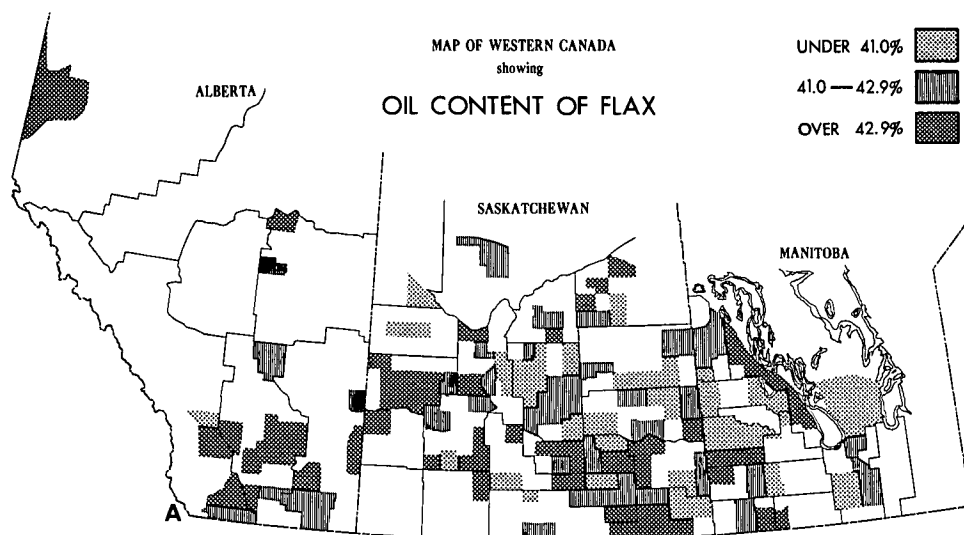 MAP OF WESTERN CANADA
showing
OIL CONTENT OF FLAX
UNDER 41.0%
41.0 — 42.9%
OVER 42.9%
ALBERTA
SASKATCHEWAN
MANITOBA
A